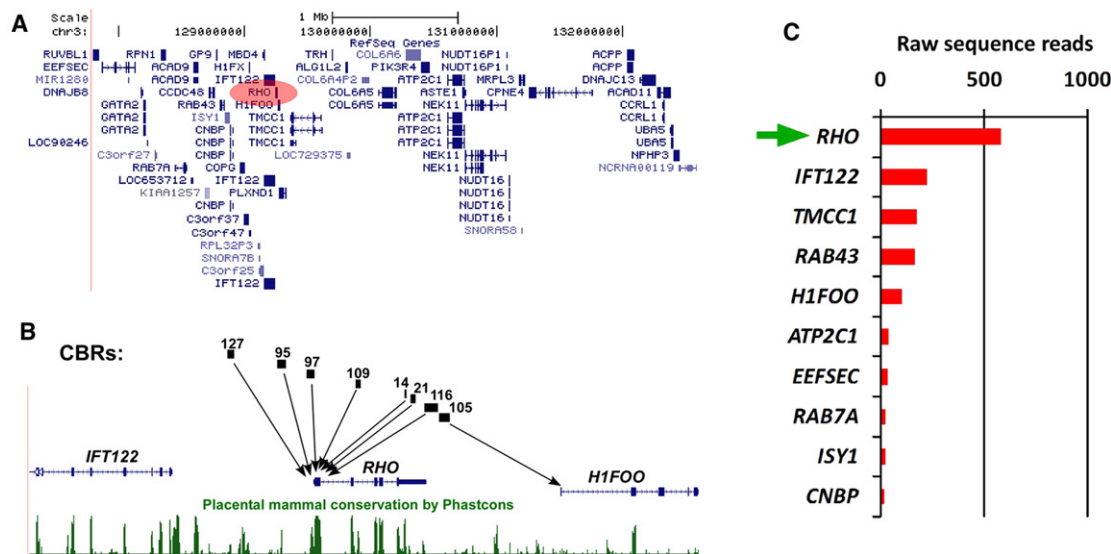 A
Scale
1 Mb
chr3:
129000000
130000000
131000000
132000000
RefSeq Genes
RUVBL1 RPN1 GP9 MBD4 TRH COL6A6 NUDT16P1 ACPP
EEFSEC ACAD9 H1FX ALG1L2 PIK3R4 NUDT16P1 ACPP
MIR1280 ACAD9 IFT122 COL6A4P2 ATP2C1 MRPL3 DNAJC13
DNAJB8 CCDC48 RHO COL6A5 ASTE1 CPNE4 ACAD11
GATA2 RAB43 H1FOO COL6A5 NEK11 CCRL1
GATA2 ISY1 TMCC1 ATP2C1 CCRL1
GATA2 CNBP TMCC1 ATP2C1 UBA5
LOC90246 CNBP TMCC1 ATP2C1 UBA5
C3orf27 CNBP LOC729375 NEK11 NPHP3
RAB7A COPG NEK11 NCRNA00119
LOC653712 IFT122 NUDT16
KIAA1257 PLXND1 NUDT16
CNBP NUDT16
C3orf37 NUDT16
C3orf47 SNORA58
RPL32P3
SNORA7B
C3orf25
IFT122
B
CBRs:
127
95
97
109
14
21
116
105
IFT122
RHO
H1FOO
Placental mammal conservation by Phastcons
C
Raw sequence reads
0 500 1000
RHO
IFT122
TMCC1
RAB43
H1FOO
ATP2C1
EEFSEC
RAB7A
ISY1
CNBP